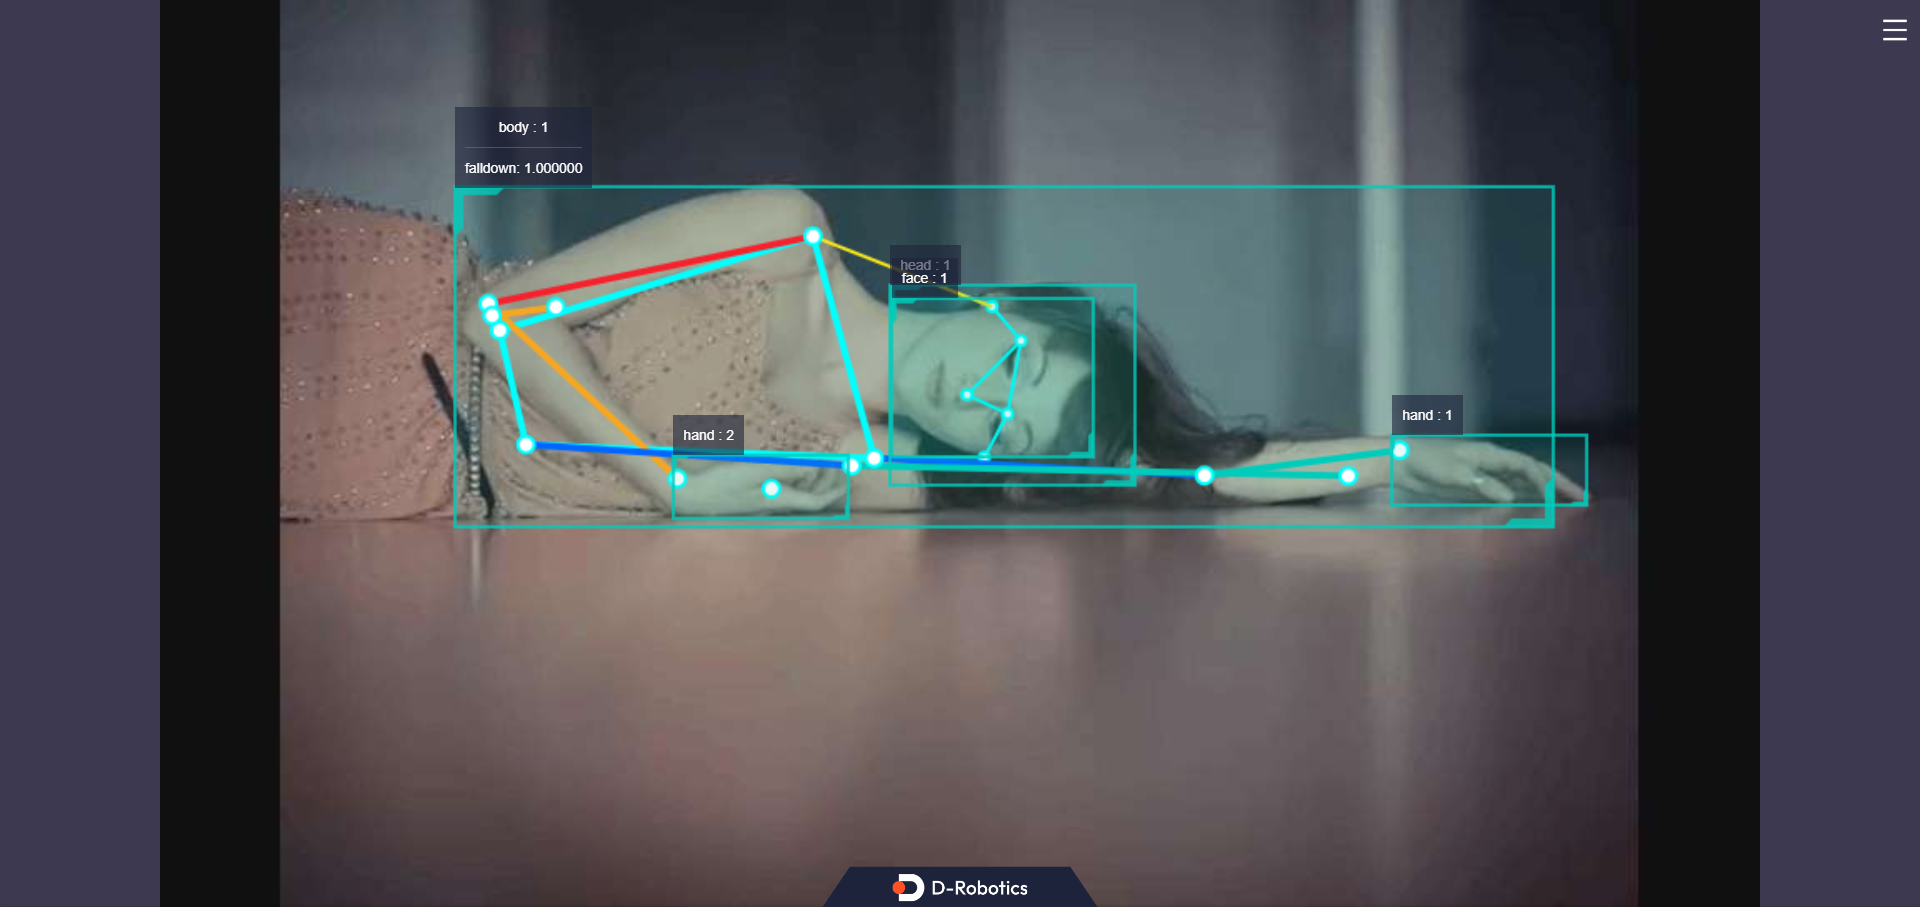 body : 1
falldown: 1.000000
head : 1
face : 1
hand : 1
hand : 2
D-Robotics